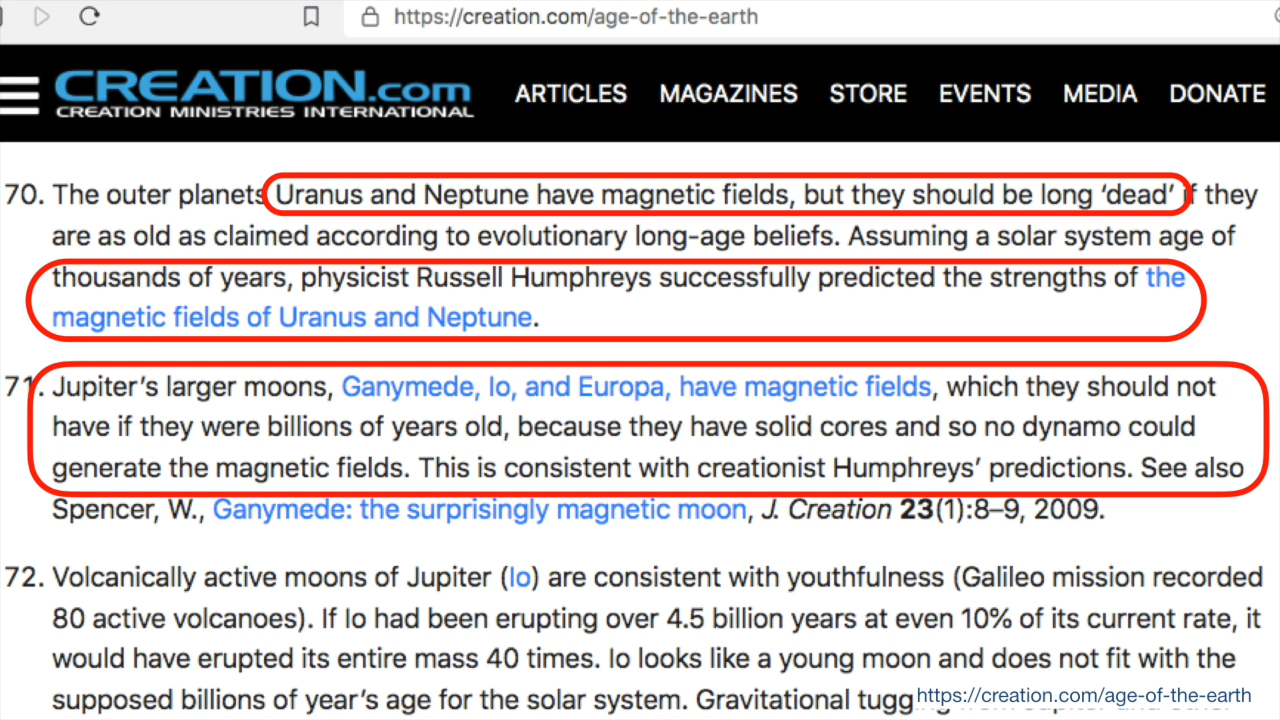 https://creation.com/age-of-the-earth
CREATION.com
CREATION MINISTRIES INTERNATIONAL
ARTICLES MAGAZINES STORE EVENTS MEDIA DONATE
70. The outer planets Uranus and Neptune have magnetic fields, but they should be long ‘dead’ if they
are as old as claimed according to evolutionary long-age beliefs. Assuming a solar system age of
thousands of years, physicist Russell Humphreys successfully predicted the strengths of the
magnetic fields of Uranus and Neptune.
71. Jupiter’s larger moons, Ganymede, Io, and Europa, have magnetic fields, which they should not
have if they were billions of years old, because they have solid cores and so no dynamo could
generate the magnetic fields. This is consistent with creationist Humphreys’ predictions. See also
Spencer, W., Ganymede: the surprisingly magnetic moon, J. Creation 23(1):8–9, 2009.
72. Volcanically active moons of Jupiter (Io) are consistent with youthfulness (Galileo mission recorded
80 active volcanoes). If Io had been erupting over 4.5 billion years at even 10% of its current rate, it
would have erupted its entire mass 40 times. Io looks like a young moon and does not fit with the
supposed billions of year’s age for the solar system. Gravitational
https://creation.com/age-of-the-earth